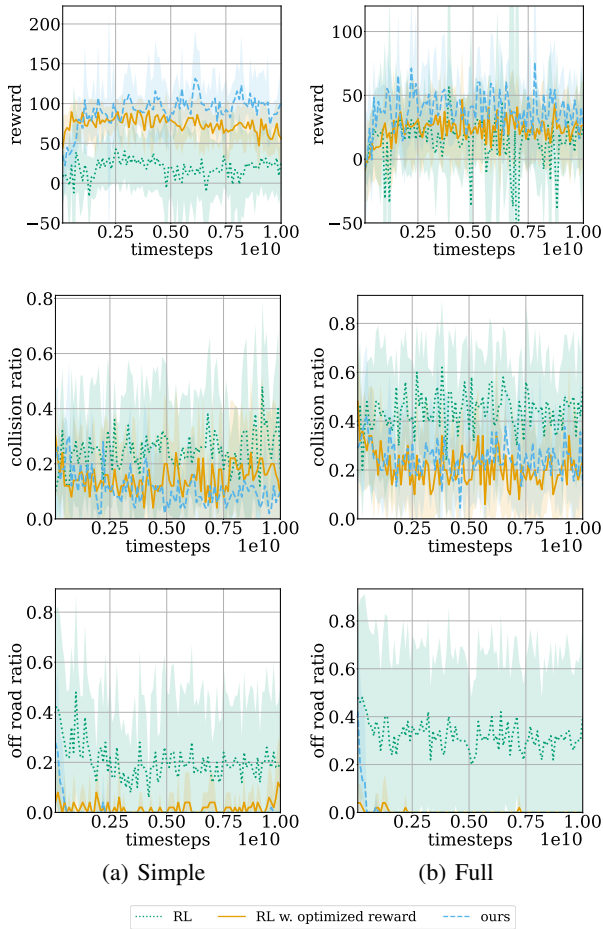 200
150
100
50
0
−50
reward
0.25 0.50 0.75 1.00
timesteps 1e10
100
50
0
−50
reward
0.25 0.50 0.75 1.00
timesteps 1e10
0.8
0.6
0.4
0.2
0.0
collision ratio
0.25 0.50 0.75 1.00
timesteps 1e10
0.8
0.6
0.4
0.2
0.0
collision ratio
0.25 0.50 0.75 1.00
timesteps 1e10
0.8
0.6
0.4
0.2
0.0
off road ratio
0.25 0.50 0.75 1.00
timesteps 1e10
0.8
0.6
0.4
0.2
0.0
off road ratio
0.25 0.50 0.75 1.00
timesteps 1e10
(a) Simple
(b) Full
RL RL w. optimized reward ours